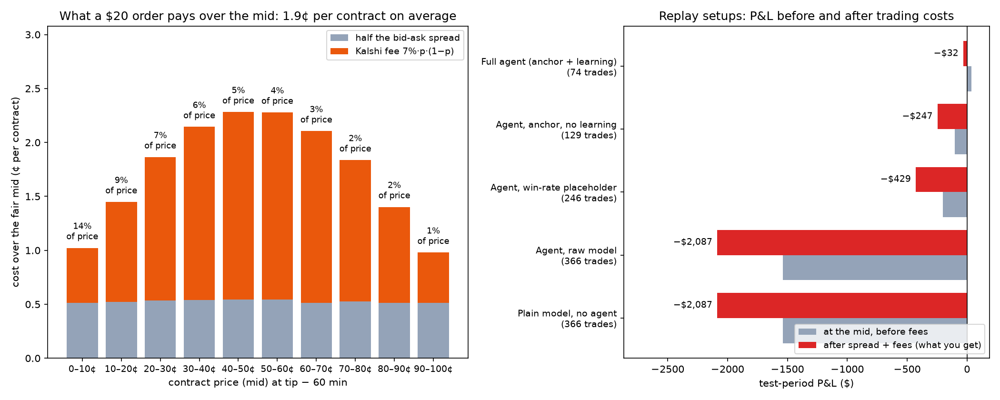 What a $20 order pays over the mid: 1.9¢ per contract on average
half the bid-ask spread
Kalshi fee 7%·p·(1−p)
cost over the fair mid (¢ per contract)
3.0
2.5
2.0
1.5
1.0
0.5
0.0
14%
of price
9%
of price
7%
of price
6%
of price
5%
of price
4%
of price
3%
of price
2%
of price
2%
of price
1%
of price
0–10¢
10–20¢
20–30¢
30–40¢
40–50¢
50–60¢
60–70¢
70–80¢
80–90¢
90–100¢
contract price (mid) at tip − 60 min
Replay setups: P&L before and after trading costs
Full agent (anchor + learning)
(74 trades)
−$32
Agent, anchor, no learning
(129 trades)
−$247
Agent, win-rate placeholder
(246 trades)
−$429
Agent, raw model
(366 trades)
−$2,087
Plain model, no agent
(366 trades)
−$2,087
at the mid, before fees
after spread + fees (what you get)
−2500
−2000
−1500
−1000
−500
0
test-period P&L ($)